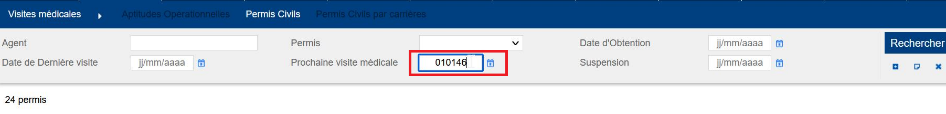 Visites médicales Aptitudes Opérationnelles Permis Civils Permis Civils par carrières
Agent Permis Date d'Obtention jj/mm/aaaa Rechercher
Date de Dernière visite jj/mm/aaaa Prochaine visite médicale 010146 Suspension jj/mm/aaaa
24 permis